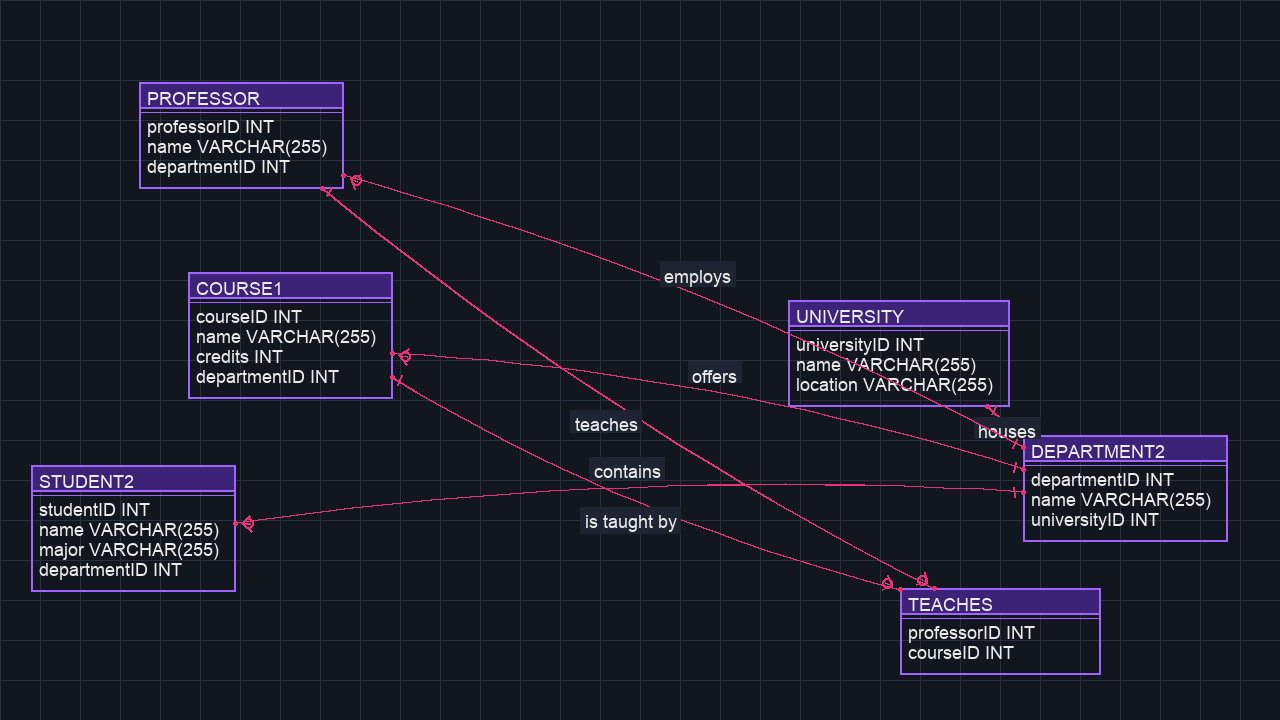 PROFESSOR
professorID INT
name VARCHAR(255)
departmentID INT
employs
COURSE1
courseID INT
name VARCHAR(255)
credits INT
departmentID INT
UNIVERSITY
universityID INT
name VARCHAR(255)
location VARCHAR(255)
offers
teaches
houses
DEPARTMENT2
departmentID INT
name VARCHAR(255)
universityID INT
contains
STUDENT2
studentID INT
name VARCHAR(255)
major VARCHAR(255)
departmentID INT
is taught by
TEACHES
professorID INT
courseID INT